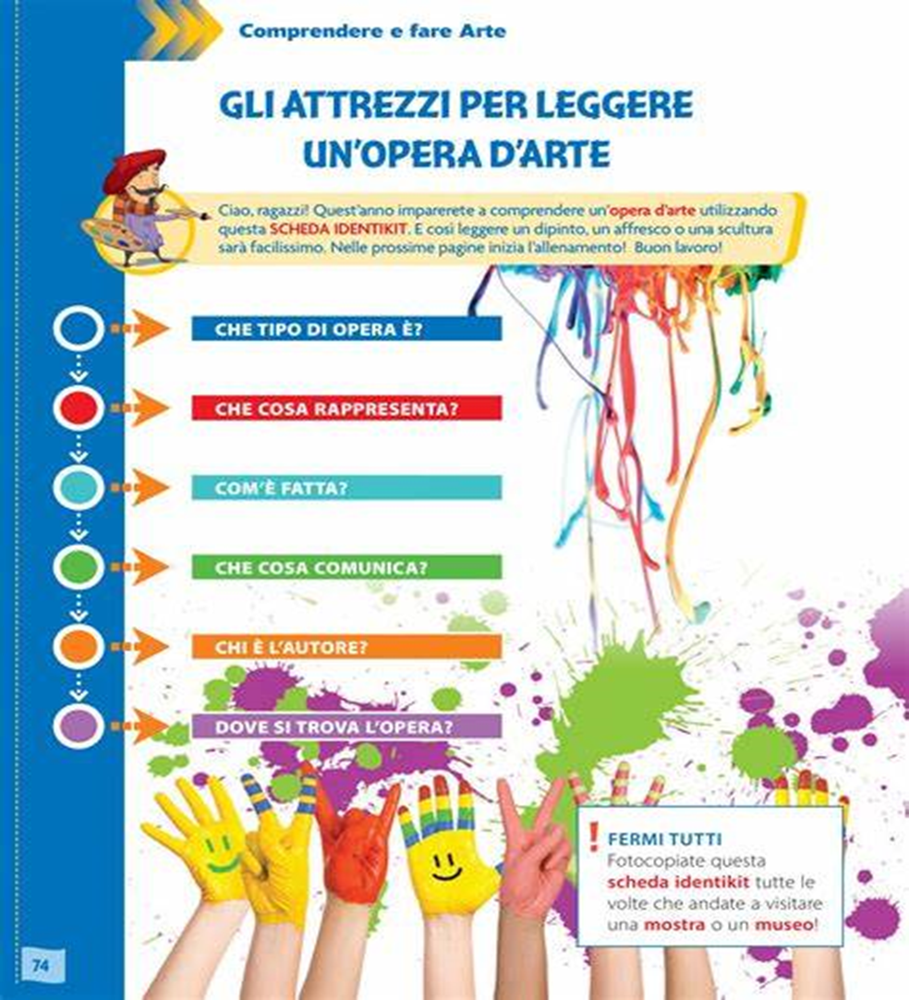 Comprendere e fare Arte
GLI ATTREZZI PER LEGGERE
UN'OPERA D'ARTE
Ciao, ragazzi! Quest'anno imparerete a comprendere un'opera d'arte utilizzando
questa SCHEDA IDENTIKIT. E così leggere un dipinto, un affresco o una scultura
sarà facilissimo. Nelle prossime pagine inizia l'allenamento! Buon lavoro!
CHE TIPO DI OPERA È?
CHE COSA RAPPRESENTA?
COM'È FATTA?
CHE COSA COMUNICA?
CHI È L'AUTORE?
DOVE SI TROVA L'OPERA?
! FERMI TUTTI
Fotocopiate questa
scheda identikit tutte le
volte che andate a visitare
una mostra o un museo!
74